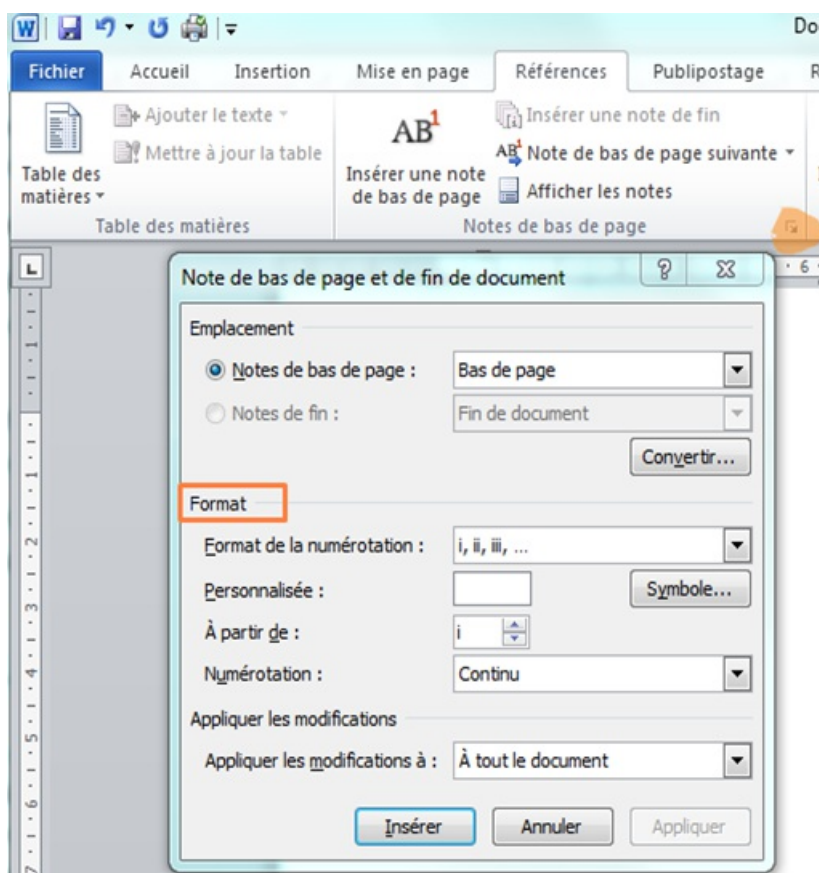 Do
Fichier Accueil Insertion Mise en page Références Publipostage R
Ajouter le texte
Mettre à jour la table
Table des
matières
AB1
Insérer une note
de bas de page
Insérer une note de fin
AB1 Note de bas de page suivante
Afficher les notes
Table des matières Notes de bas de page
Note de bas de page et de fin de document
Emplacement
Notes de bas de page : Bas de page
Notes de fin : Fin de document
Convertir...
Format
Format de la numérotation : i, ii, iii, ...
Personnalisée : Symbole...
À partir de : i
Numérotation : Continu
Appliquer les modifications
Appliquer les modifications à : À tout le document
Insérer Annuler Appliquer